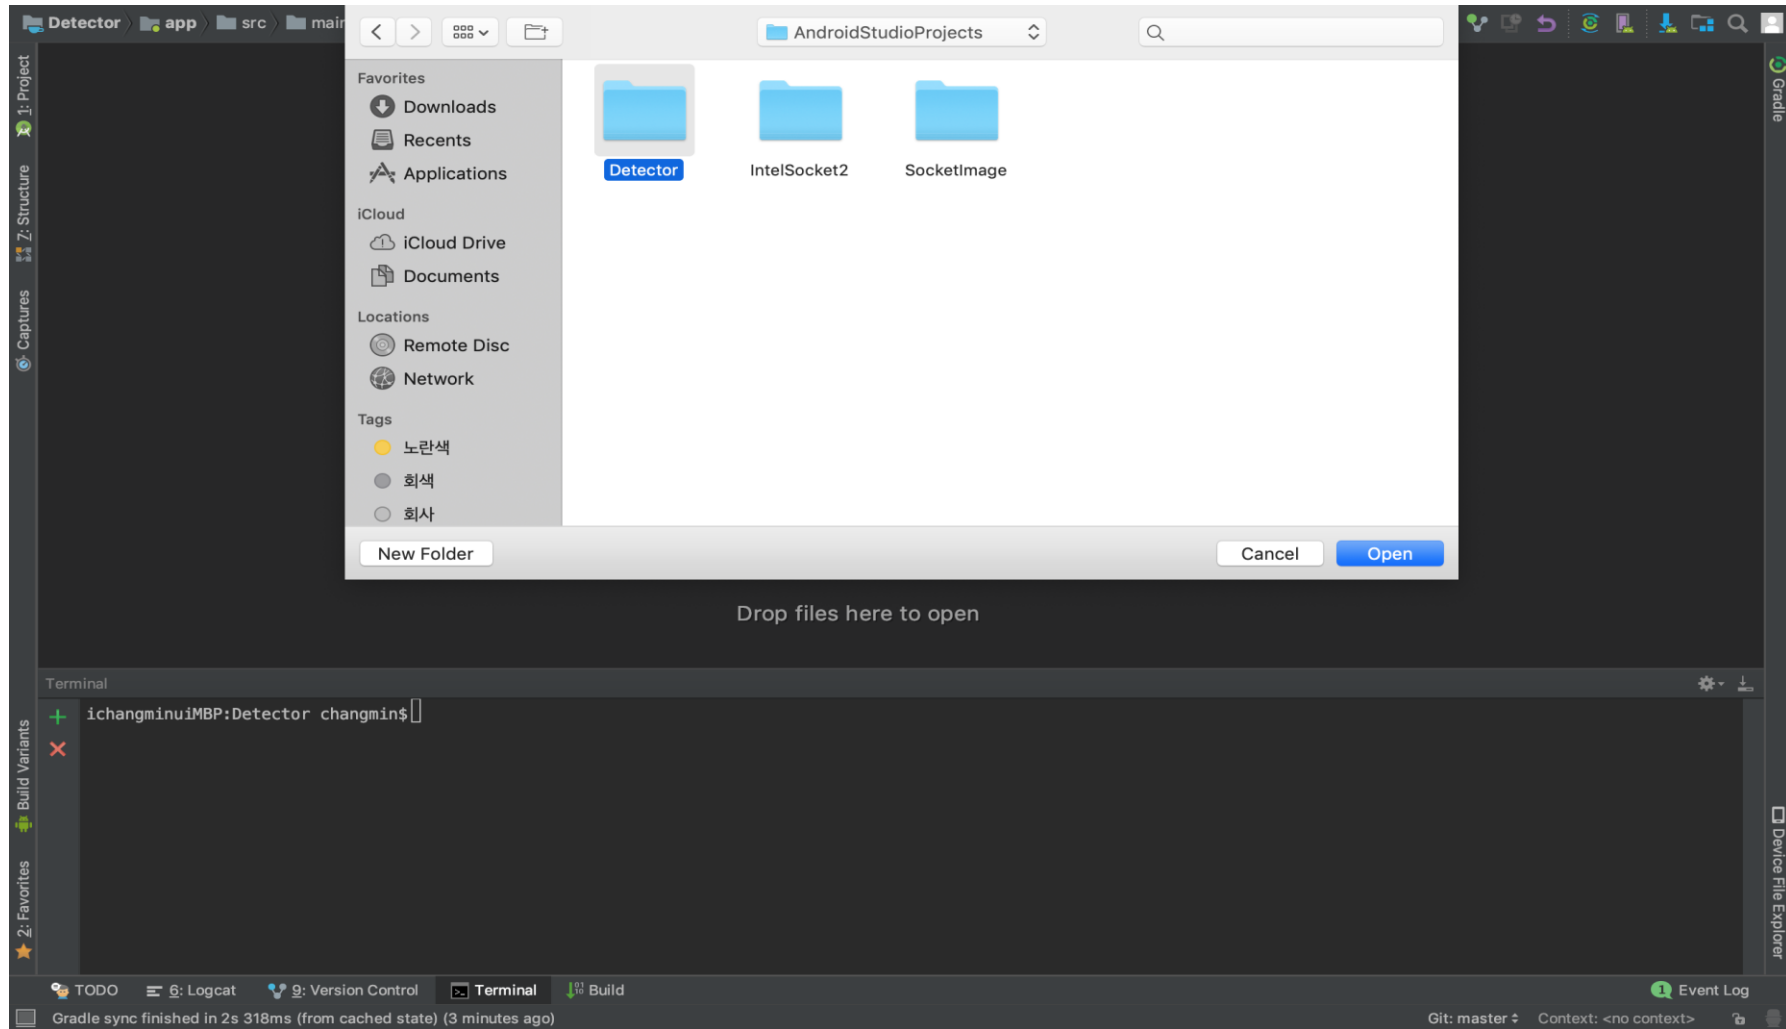 Detector app src main
AndroidStudioProjects
1: Project
Z: Structure
Captures
Build Variants
2: Favorites
Favorites
Downloads
Recents
Applications
iCloud
iCloud Drive
Documents
Locations
Remote Disc
Network
Tags
노란색
회색
회사
Detector IntelSocket2 SocketImage
New Folder Cancel Open
Gradle
Device File Explorer
Drop files here to open
Terminal
ichangminuiMBP:Detector changmin$
TODO 6: Logcat 9: Version Control Terminal Build 1 Event Log
Gradle sync finished in 2s 318ms (from cached state) (3 minutes ago) Git: master Context: <no context>